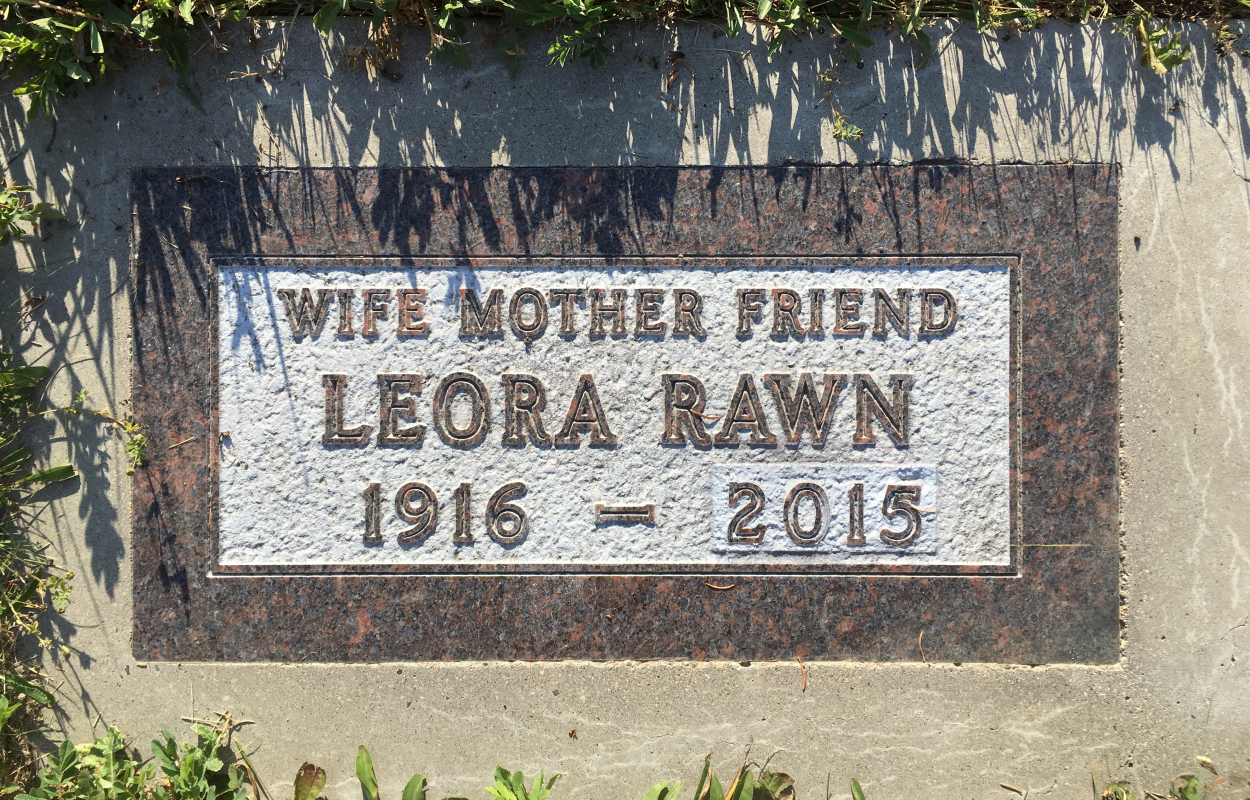 WIFE MOTHER FRIEND
LEORA RAWN
1916 – 2015